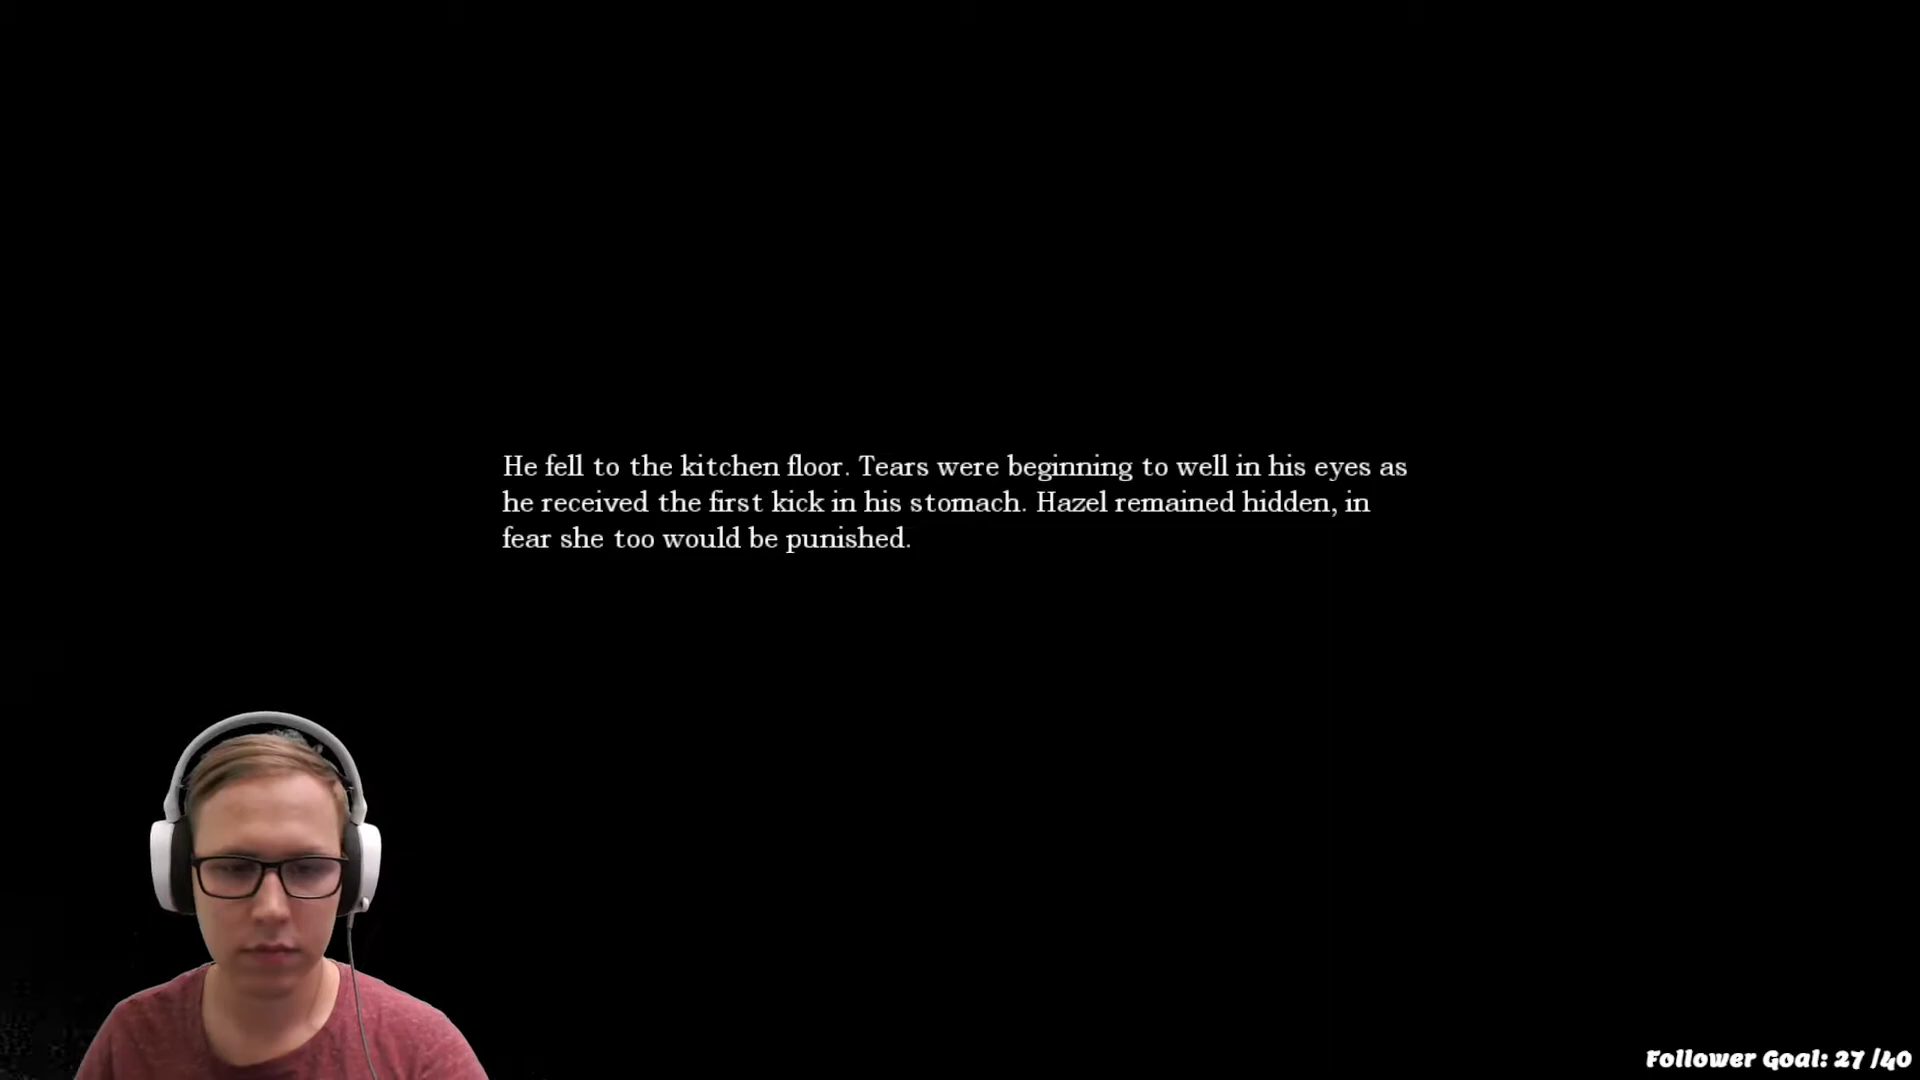 He fell to the kitchen floor. Tears were beginning to well in his eyes as
he received the first kick in his stomach. Hazel remained hidden, in
fear she too would be punished.
Follower Goal: 27 /40